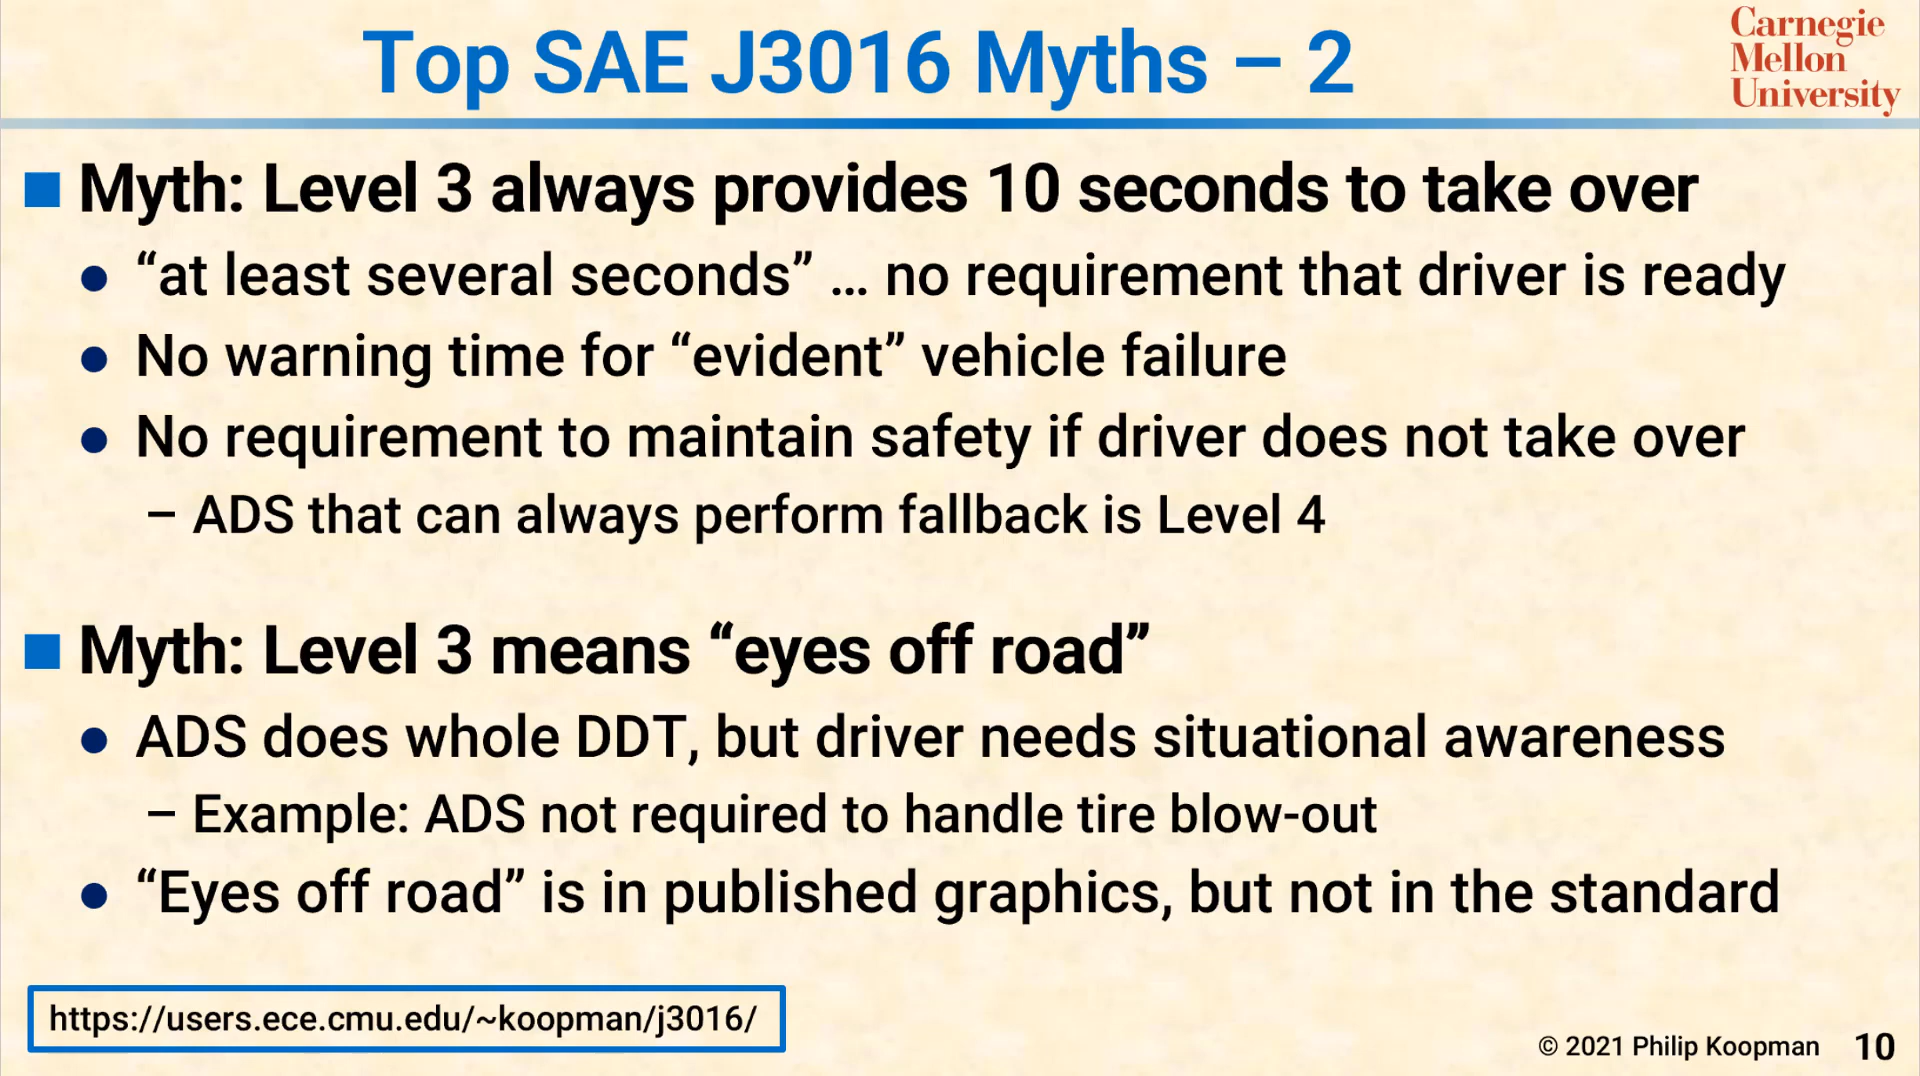 Top SAE J3016 Myths – 2
Carnegie
Mellon
University
Myth: Level 3 always provides 10 seconds to take over
“at least several seconds” … no requirement that driver is ready
No warning time for “evident” vehicle failure
No requirement to maintain safety if driver does not take over
– ADS that can always perform fallback is Level 4
Myth: Level 3 means “eyes off road”
ADS does whole DDT, but driver needs situational awareness
– Example: ADS not required to handle tire blow-out
“Eyes off road” is in published graphics, but not in the standard
https://users.ece.cmu.edu/~koopman/j3016/
© 2021 Philip Koopman 10